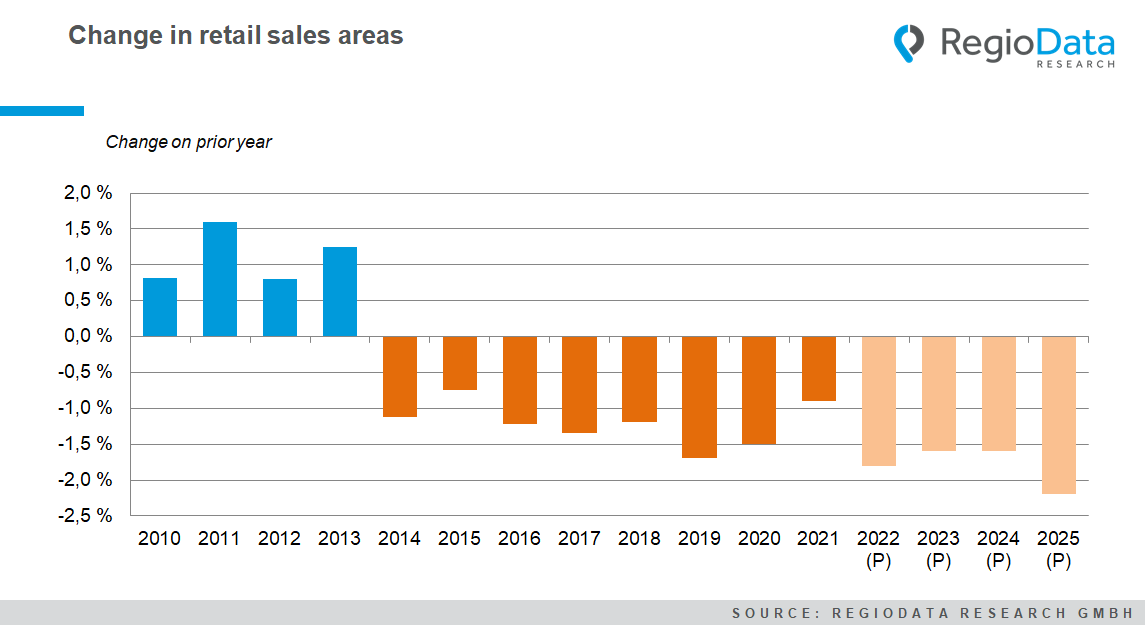 Change in retail sales areas
RegioData
RESEARCH
Change on prior year
2,0 %
1,5 %
1,0 %
0,5 %
0,0 %
-0,5 %
-1,0 %
-1,5 %
-2,0 %
-2,5 %
2010 2011 2012 2013 2014 2015 2016 2017 2018 2019 2020 2021 2022 2023 2024 2025
(P) (P) (P) (P)
SOURCE: REGIODATA RESEARCH GMBH